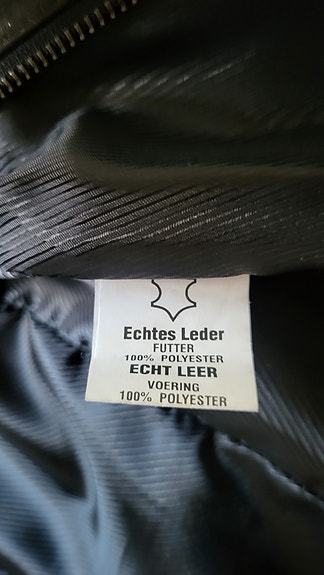 Echtes Leder
FUTTER
100% POLYESTER
ECHT LEER
VOERING
100% POLYESTER